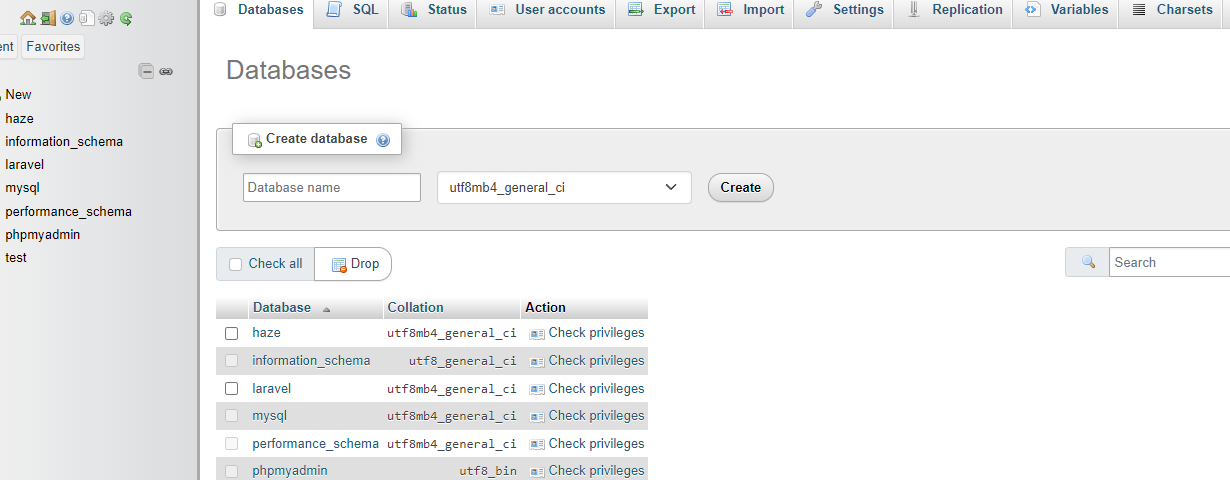 Databases SQL Status User accounts Export Import Settings Replication Variables Charsets
ent Favorites
New
haze
information_schema
laravel
mysql
performance_schema
phpmyadmin
test
Databases
Create database
Database name utf8mb4_general_ci Create
Check all Drop
Search
Database Collation Action
haze utf8mb4_general_ci Check privileges
information_schema utf8_general_ci Check privileges
laravel utf8mb4_general_ci Check privileges
mysql utf8mb4_general_ci Check privileges
performance_schema utf8mb4_general_ci Check privileges
phpmyadmin utf8_bin Check privileges